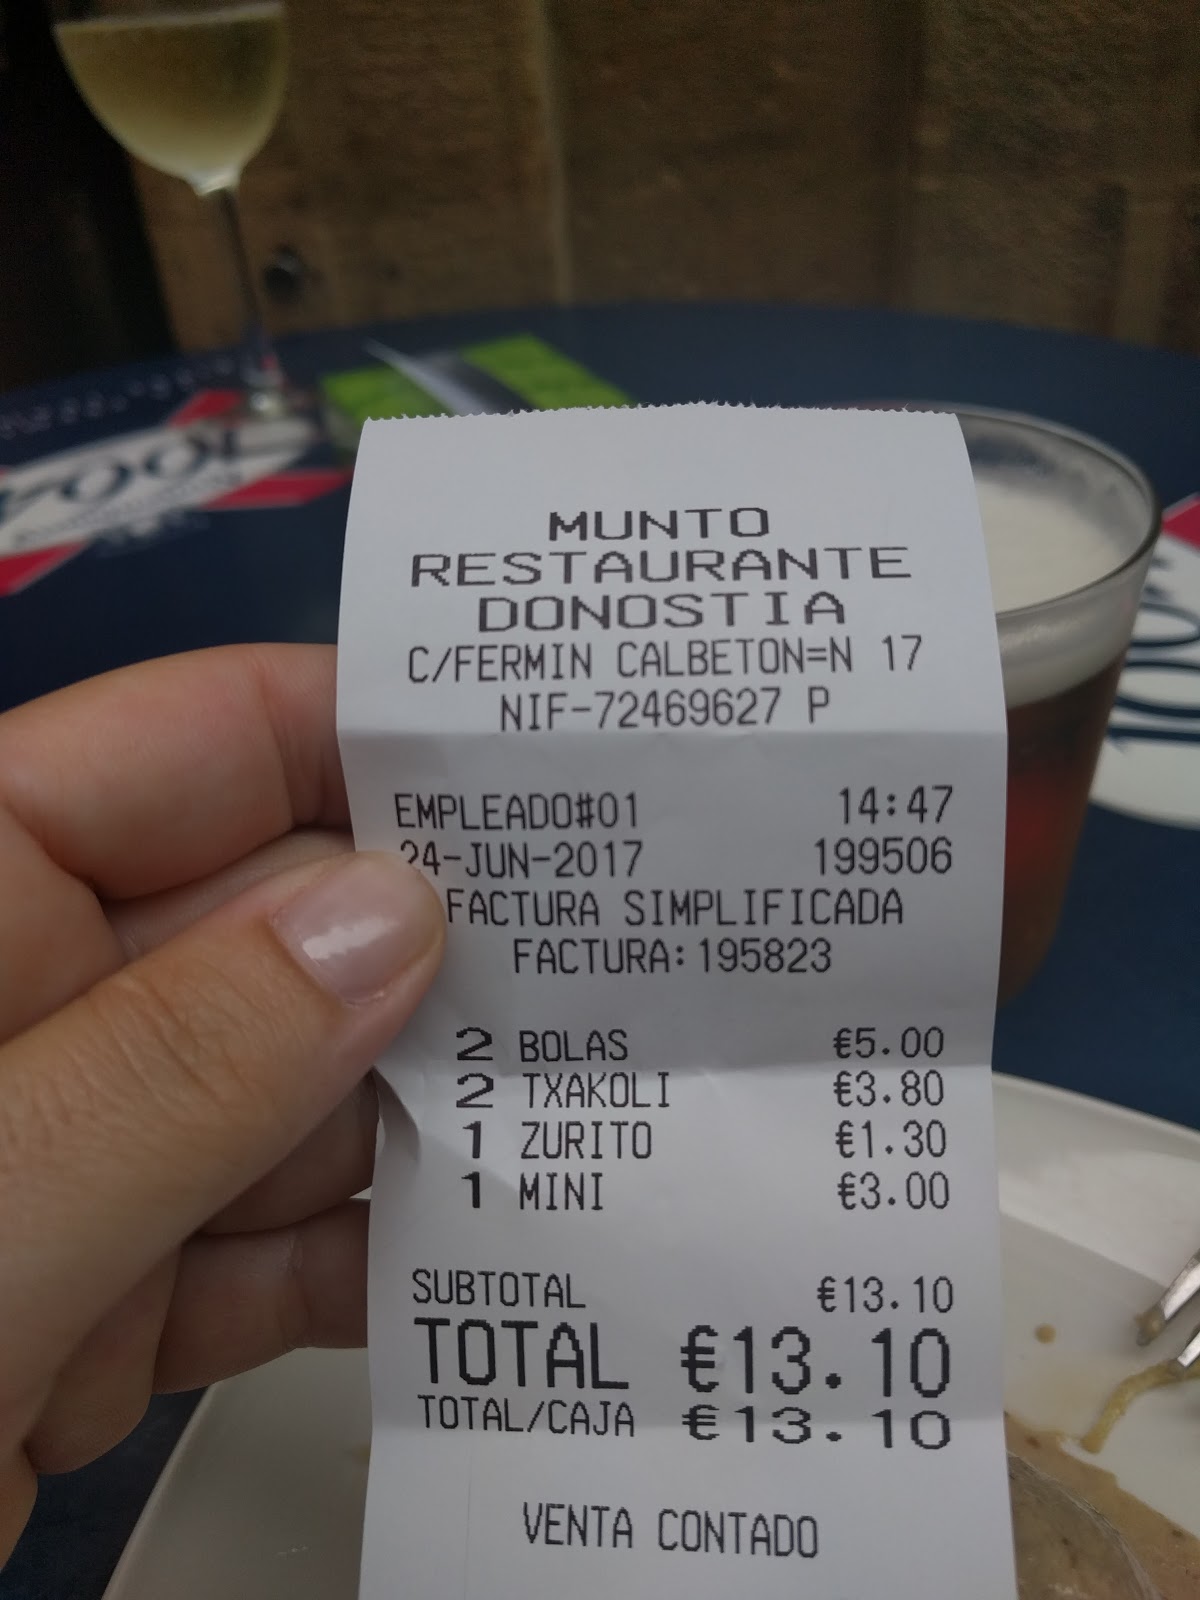 MUNTO
RESTAURANTE
DONOSTIA
C/FERMIN CALBETON=N 17
NIF-72469627 P
EMPLEADO#01 14:47
24-JUN-2017 199506
FACTURA SIMPLIFICADA
FACTURA:195823
2 BOLAS €5.00
2 TXAKOLI €3.80
1 ZURITO €1.30
1 MINI €3.00
SUBTOTAL €13.10
TOTAL €13.10
TOTAL/CAJA €13.10
VENTA CONTADO